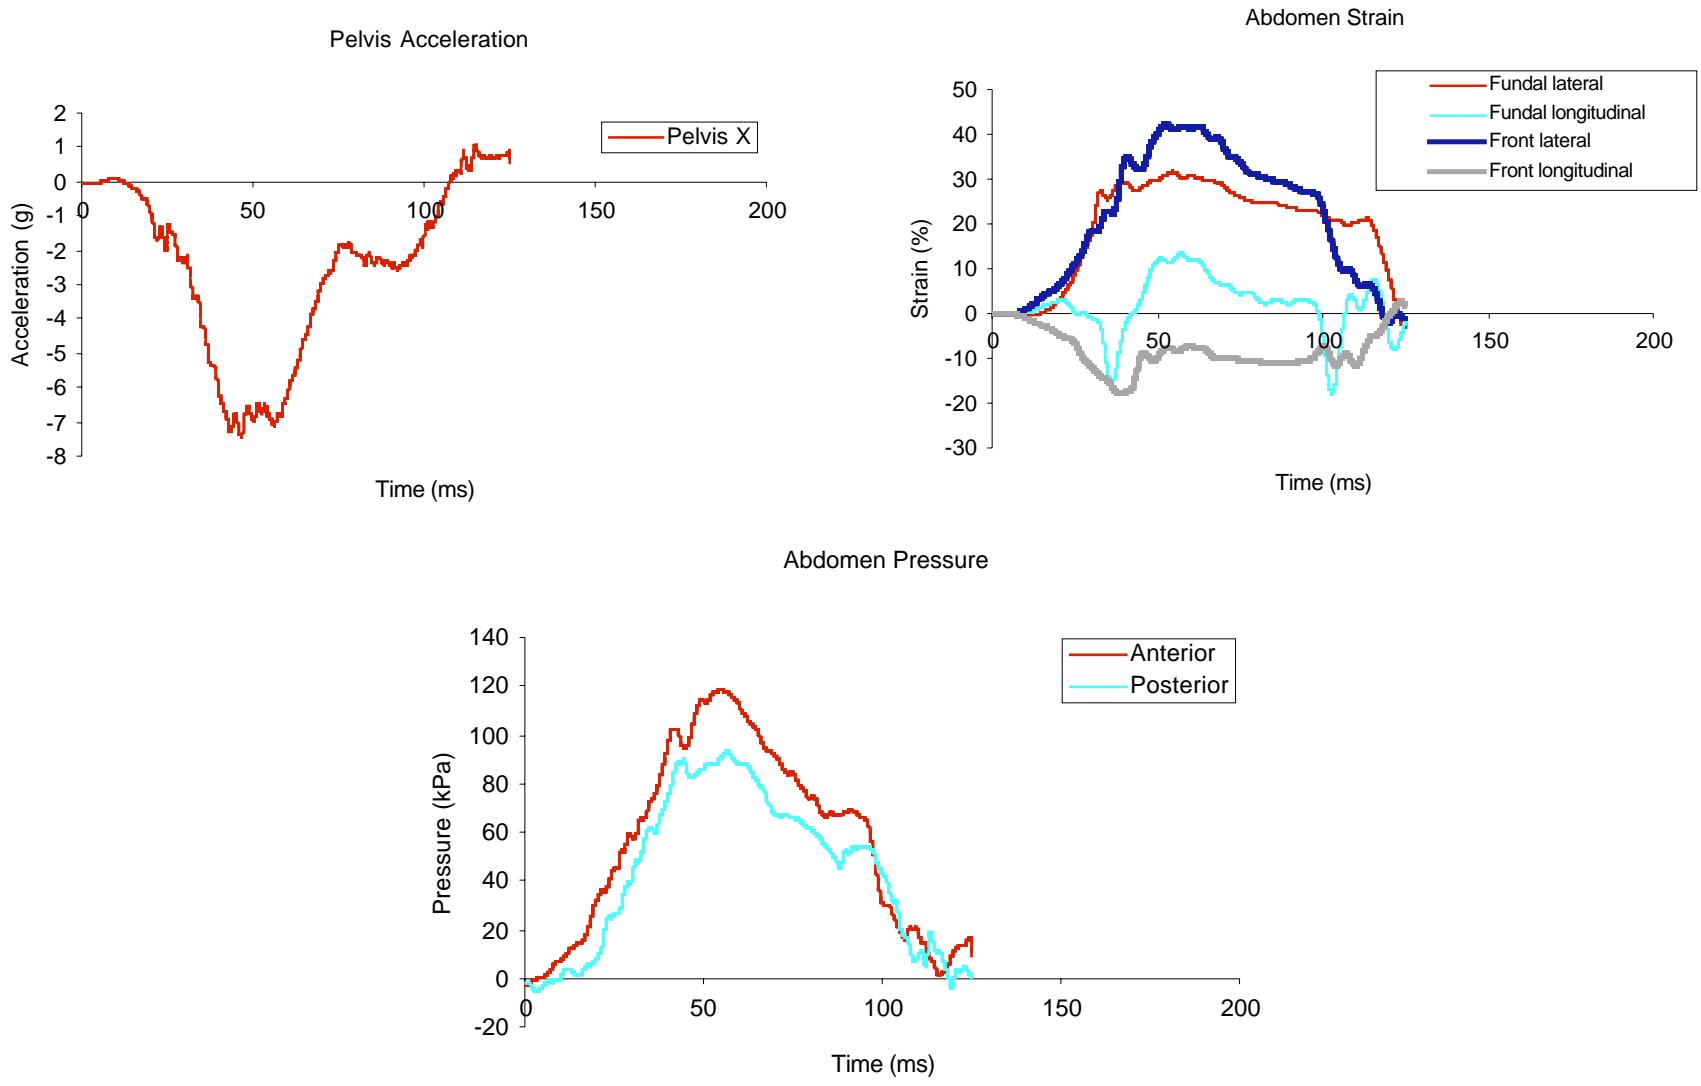 Pelvis Acceleration
2
1
0
-1
-2
-3
-4
-5
-6
-7
-8
0
50
100
150
200
Acceleration (g)
Time (ms)
Pelvis X
Abdomen Strain
50
40
30
20
10
0
-10
-20
-30
0
50
100
150
200
Strain (%)
Time (ms)
Fundal lateral
Fundal longitudinal
Front lateral
Front longitudinal
Abdomen Pressure
140
120
100
80
60
40
20
0
-20
0
50
100
150
200
Pressure (kPa)
Time (ms)
Anterior
Posterior